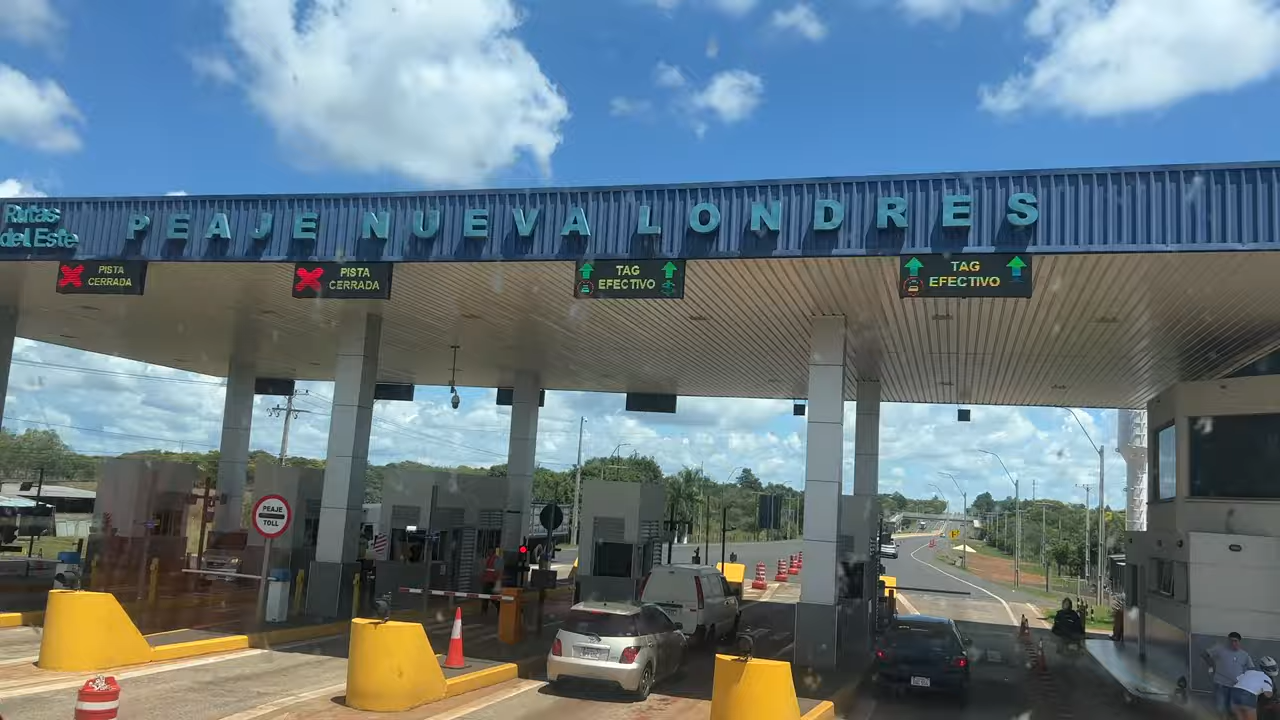 Rutas
del Este
PEAJE NUEVA LONDRES
PISTA
CERRADA
PISTA
CERRADA
TAG
EFECTIVO
TAG
EFECTIVO
PEAJE
TOLL